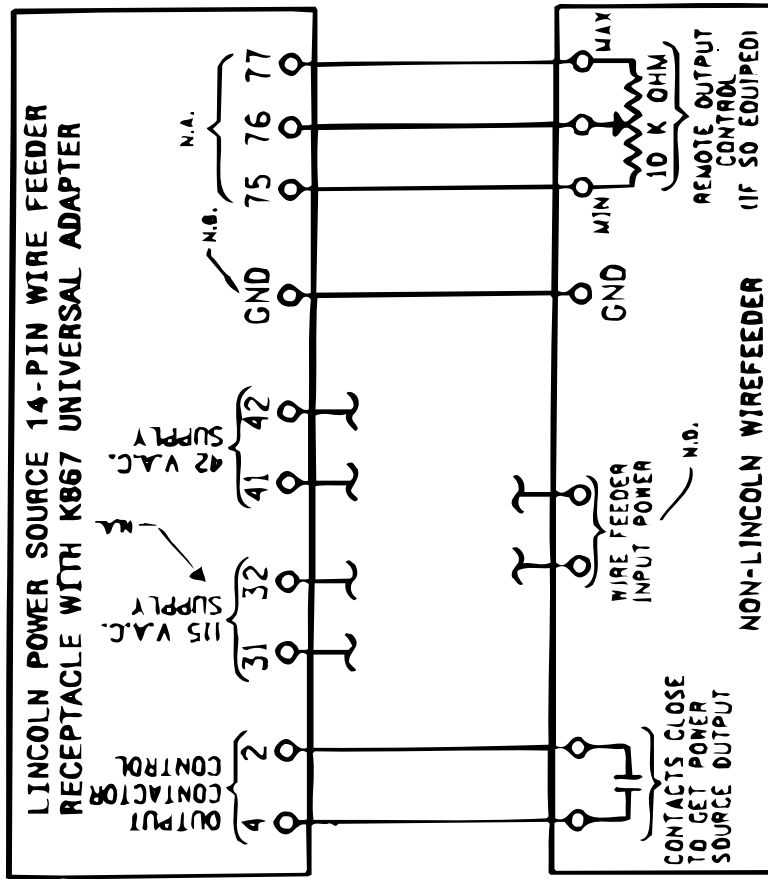 LINCOLN POWER SOURCE 14-PIN WIRE FEEDER
RECEPTACLE WITH K867 UNIVERSAL ADAPTER
N.A.
77
76
75
N.B.
GND
42 V.A.C.
SUPPLY
42
41
N.A.
115 V.A.C.
SUPPLY
32
31
OUTPUT
CONTACTOR
CONTROL
2
4
MAX
10 K OHM
MIN
REMOTE OUTPUT
CONTROL
(IF SO EQUIPED)
GND
WIRE FEEDER
INPUT POWER
N.D.
NON-LINCOLN WIREFEEDER
CONTACTS CLOSE
TO GET POWER
SOURCE OUTPUT